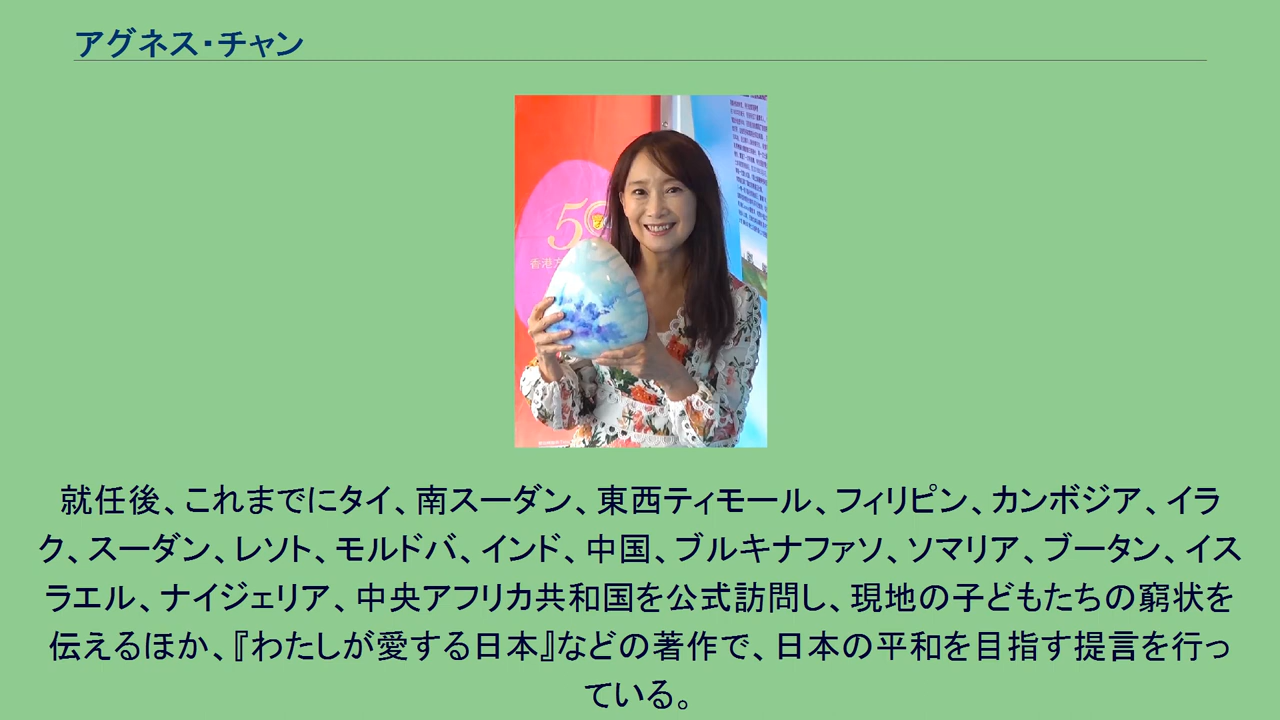 アグネス・チャン
50
香港
就任後、これまでにタイ、南スーダン、東西ティモール、フィリピン、カンボジア、イラ
ク、スーダン、レソト、モルドバ、インド、中国、ブルキナファソ、ソマリア、ブータン、イス
ラエル、ナイジェリア、中央アフリカ共和国を公式訪問し、現地の子どもたちの窮状を
伝えるほか、『わたしが愛する日本』などの著作で、日本の平和を目指す提言を行っ
ている。